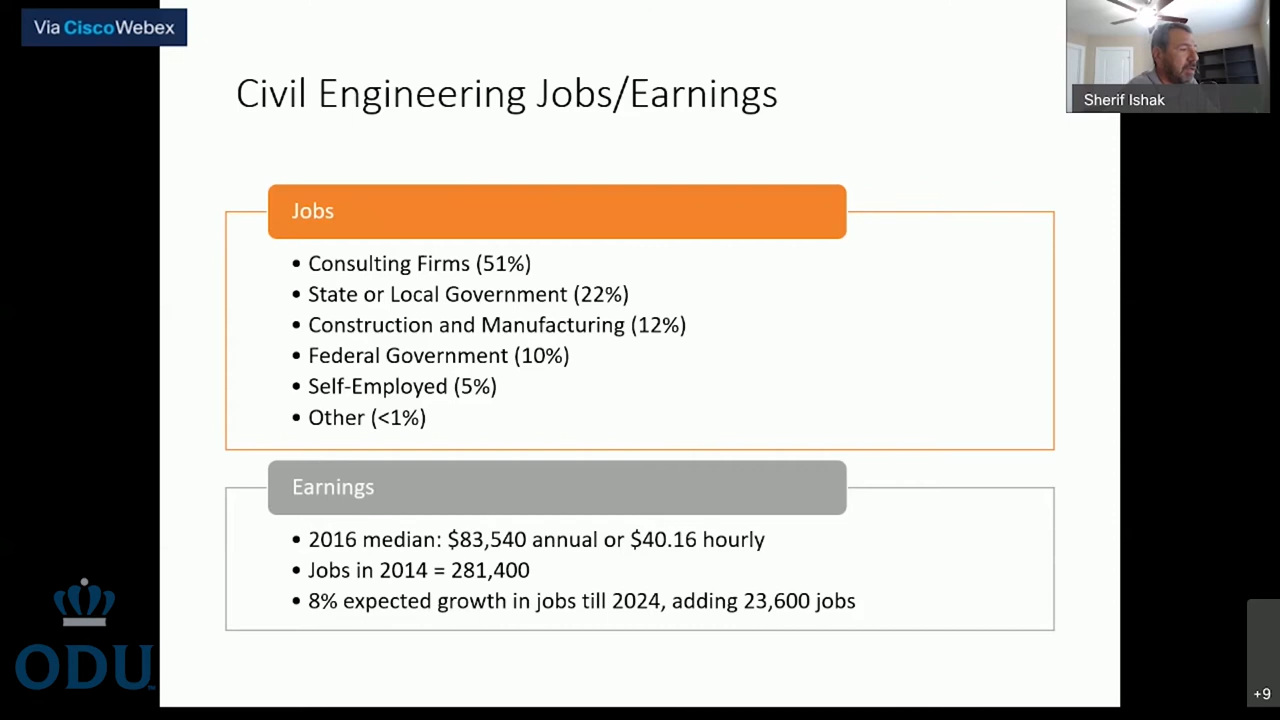 Via CiscoWebex
Sherif Ishak
Civil Engineering Jobs/Earnings
Jobs
• Consulting Firms (51%)
• State or Local Government (22%)
• Construction and Manufacturing (12%)
• Federal Government (10%)
• Self-Employed (5%)
• Other (<1%)
Earnings
• 2016 median: $83,540 annual or $40.16 hourly
• Jobs in 2014 = 281,400
• 8% expected growth in jobs till 2024, adding 23,600 jobs
ODU
+9